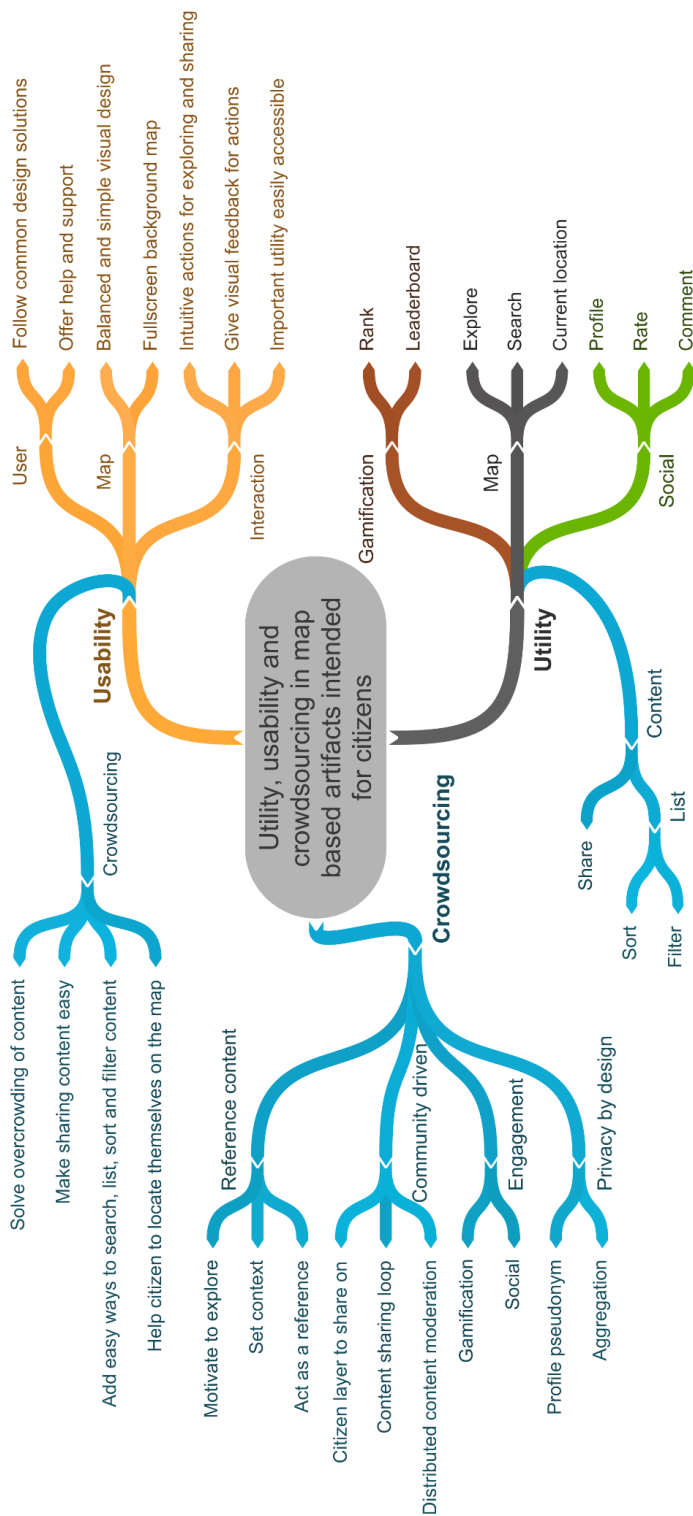 Utility, usability and
crowdsourcing in map
based artifacts intended
for citizens
Usability
User
Follow common design solutions
Offer help and support
Map
Balanced and simple visual design
Fullscreen background map
Interaction
Intuitive actions for exploring and sharing
Give visual feedback for actions
Important utility easily accessible
Crowdsourcing
Solve overcrowding of content
Make sharing content easy
Add easy ways to search, list, sort and filter content
Help citizen to locate themselves on the map
Utility
Gamification
Rank
Leaderboard
Map
Explore
Search
Current location
Social
Profile
Rate
Comment
Content
Share
List
Sort
Filter
Crowdsourcing
Reference content
Motivate to explore
Set context
Act as a reference
Community driven
Citizen layer to share on
Content sharing loop
Distributed content moderation
Engagement
Gamification
Social
Privacy by design
Profile pseudonym
Aggregation